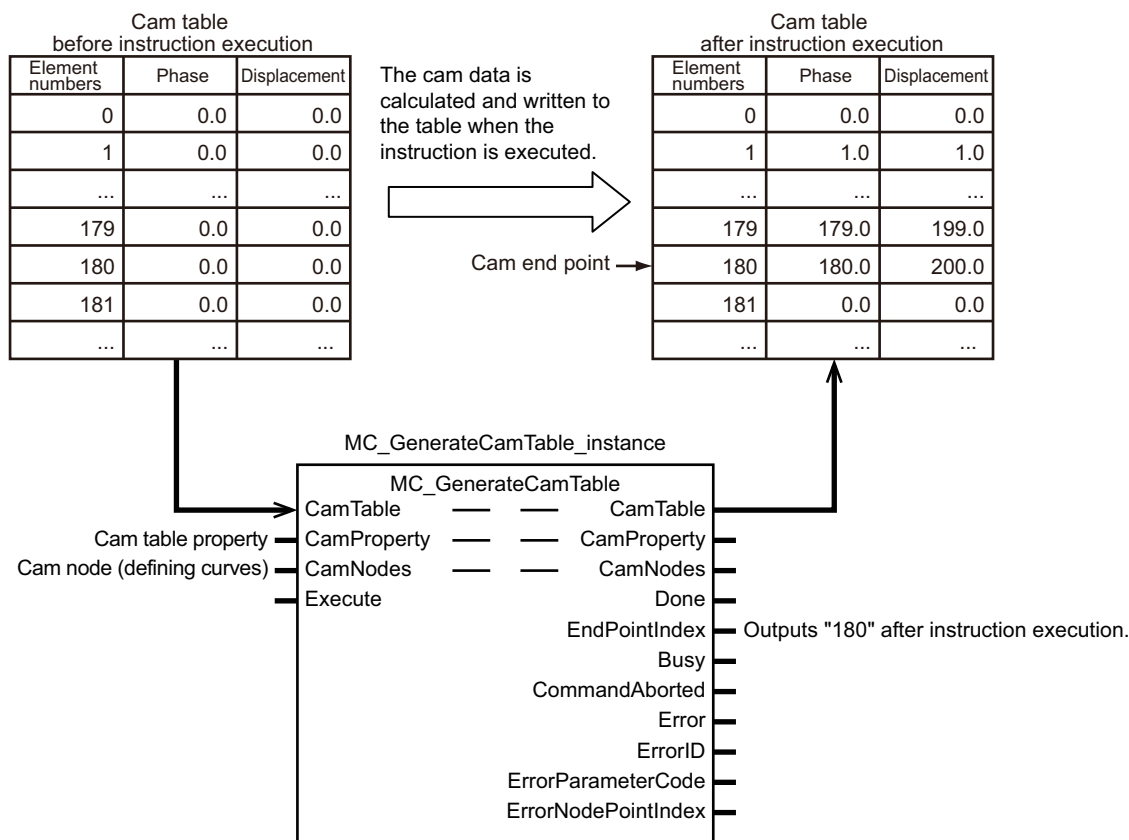 Cam table
before instruction execution
Element numbers Phase Displacement
0 0.0 0.0
1 0.0 0.0
... ... ...
179 0.0 0.0
180 0.0 0.0
181 0.0 0.0
... ... ...
The cam data is
calculated and written to
the table when the
instruction is executed.
Cam end point
Cam table
after instruction execution
Element numbers Phase Displacement
0 0.0 0.0
1 1.0 1.0
... ... ...
179 179.0 199.0
180 180.0 200.0
181 0.0 0.0
... ... ...
MC_GenerateCamTable_instance
MC_GenerateCamTable
CamTable — — CamTable
Cam table property CamProperty — — CamProperty
Cam node (defining curves) CamNodes — — CamNodes
Execute Done
EndPointIndex Outputs "180" after instruction execution.
Busy
CommandAborted
Error
ErrorID
ErrorParameterCode
ErrorNodePointIndex